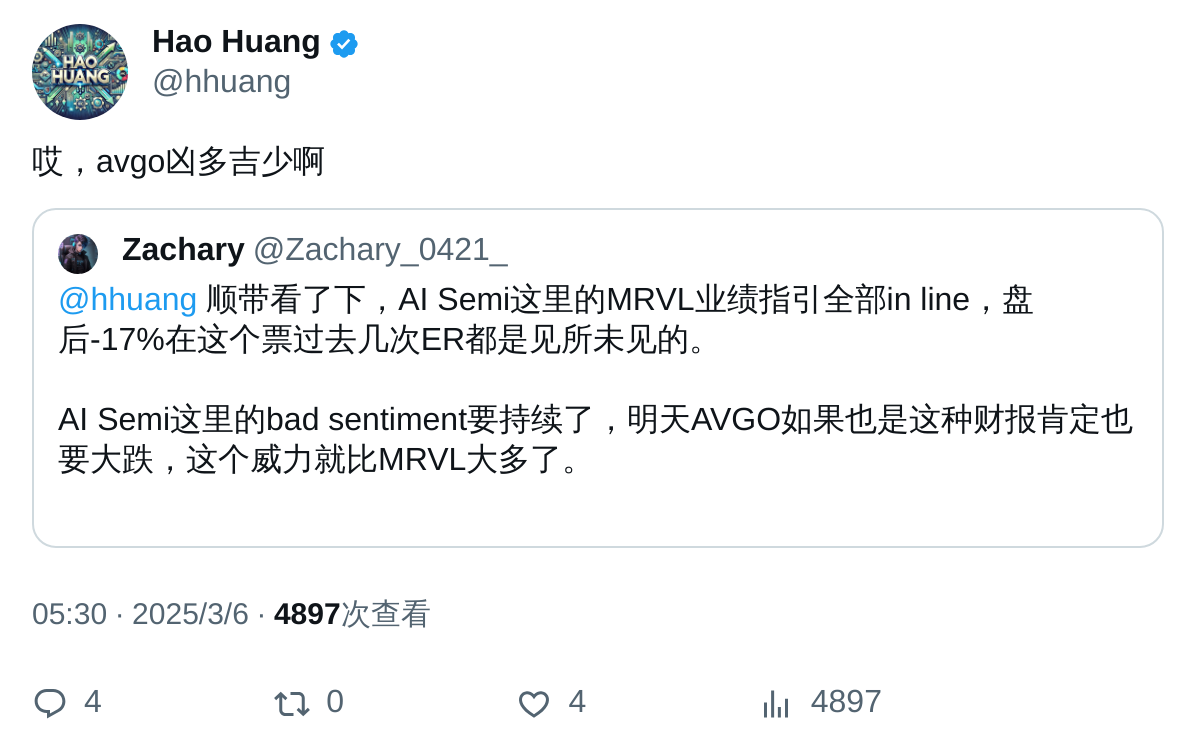 HAO
HUANG
Hao Huang
@hhuang
哎，avgo凶多吉少啊
Zachary @Zachary_0421_
@hhuang 顺带看了下，AI Semi这里的MRVL业绩指引全部in line，盘
后-17%在这个票过去几次ER都是见所未见的。
AI Semi这里的bad sentiment要持续了，明天AVGO如果也是这种财报肯定也
要大跌，这个威力就比MRVL大多了。
05:30 · 2025/3/6 · 4897次查看
4 0 4 4897